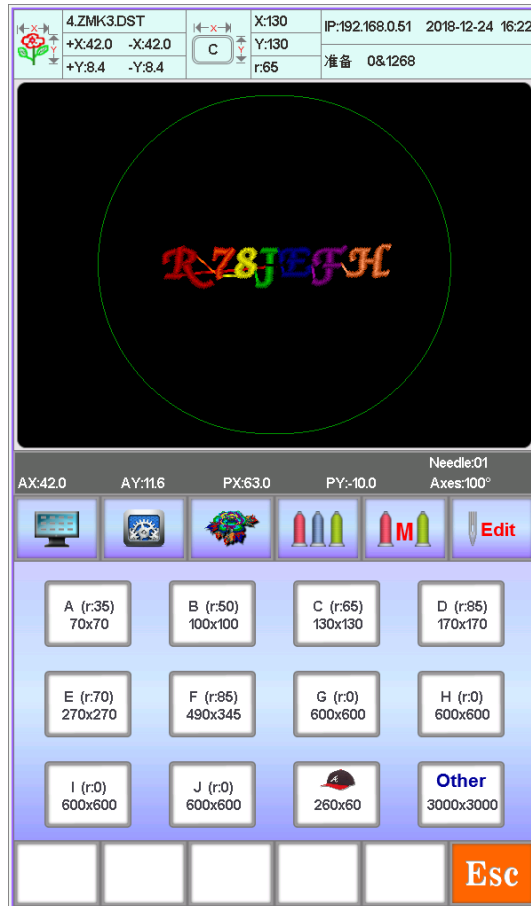 4.ZMK3.DST
+X:42.0 -X:42.0
+Y:8.4 -Y:8.4
X
Y
X
Y
C
X:130
Y:130
r:65
IP:192.168.0.51 2018-12-24 16:22
准备 0&1268
R78JEFH
Needle:01
AX:42.0 AY:11.6 PX:63.0 PY:-10.0 Axes:100°
M
Edit
A (r:35)
70x70
B (r:50)
100x100
C (r:65)
130x130
D (r:85)
170x170
E (r:70)
270x270
F (r:85)
490x345
G (r:0)
600x600
H (r:0)
600x600
I (r:0)
600x600
J (r:0)
600x600
A
260x60
Other
3000x3000
Esc